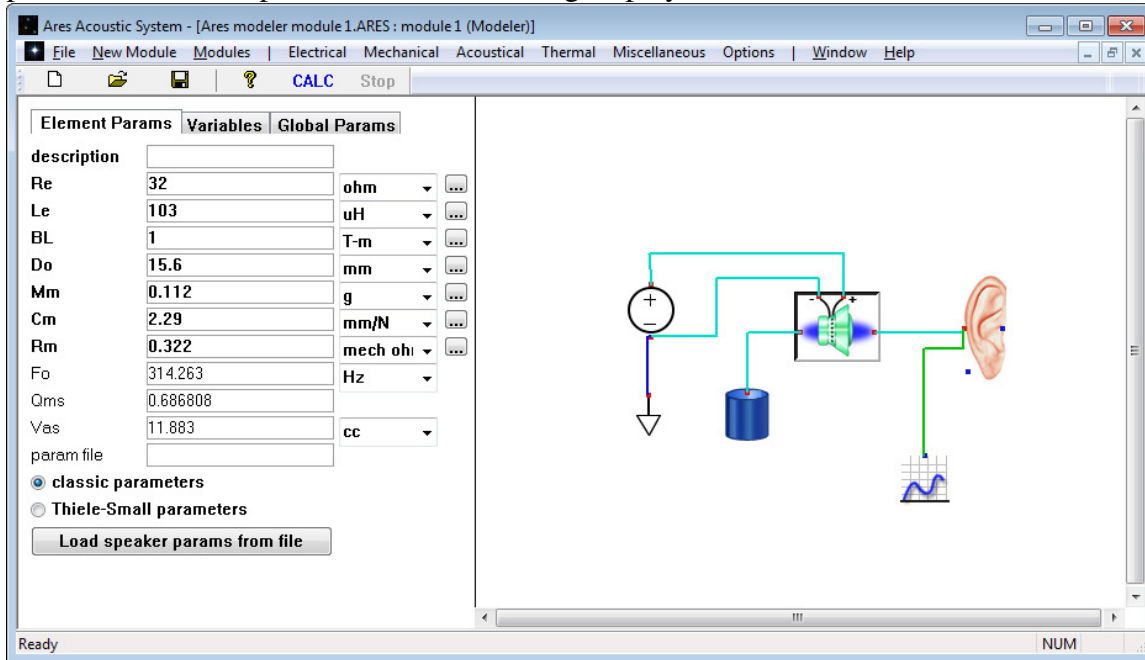 Ares Acoustic System - [Ares modeler module 1.ARES : module 1 (Modeler)]
File New Module Modules | Electrical Mechanical Acoustical Thermal Miscellaneous Options | Window Help
? CALC Stop
Element Params Variables Global Params
description
Re 32 ohm ...
Le 103 uH ...
BL 1 T-m ...
Do 15.6 mm ...
Mm 0.112 g ...
Cm 2.29 mm/N ...
Rm 0.322 mech oh ...
Fo 314.263 Hz
Qms 0.686808
Vas 11.883 cc
param file
classic parameters
Thiele-Small parameters
Load speaker params from file
+
−
- +
Ready NUM